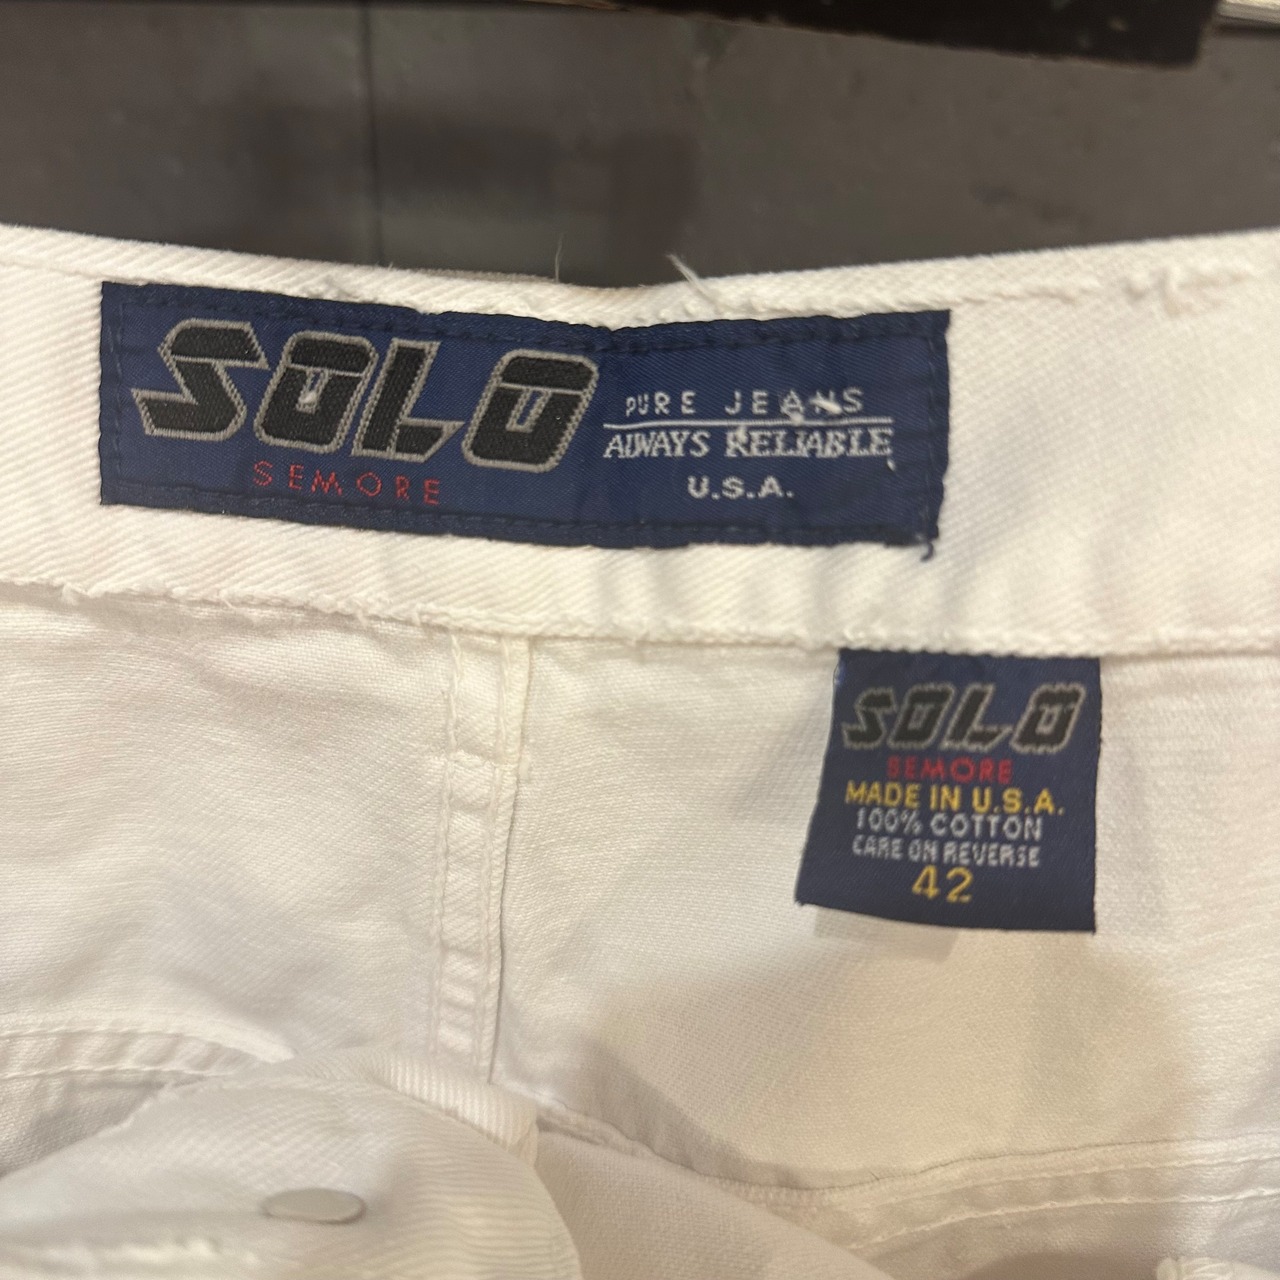 SOLO
SEMORE
PURE JEANS
ALWAYS RELIABLE
U.S.A.
SOLO
SEMORE
MADE IN U.S.A.
100% COTTON
CARE ON REVERSE
42